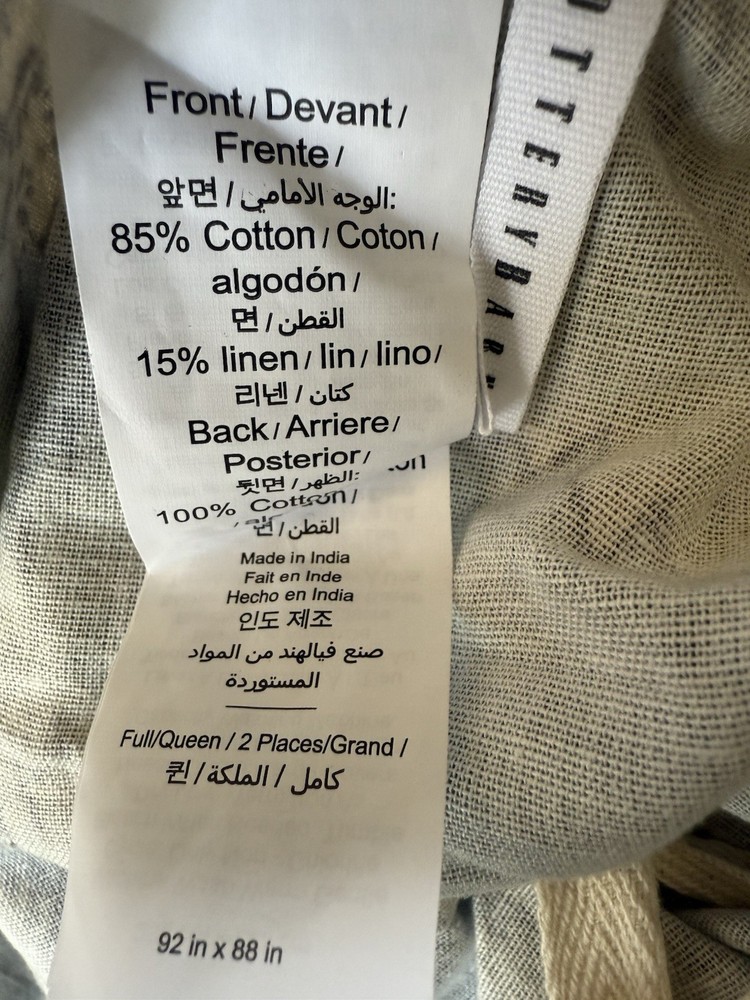 Front / Devant /
Frente /
앞면 / الوجه الأمامي:
85% Cotton / Coton /
algodón /
면 / القطن
15% linen / lin / lino /
리넨 / كتان
Back / Arriere /
Posterior /
뒷면 / الظهر:
100% Cotton /
면 / القطن
Made in India
Fait en Inde
Hecho en India
인도 제조
صنع فيالهند من المواد
المستوردة
Full/Queen / 2 Places/Grand /
퀸 / الملكة / كامل
92 in x 88 in
OTTERYBAR